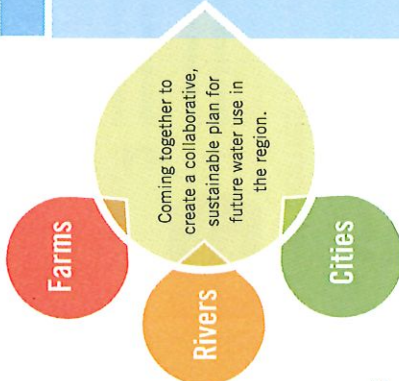 Farms
Rivers
Cities
Coming together to
create a collaborative,
sustainable plan for
future water use in
the region.